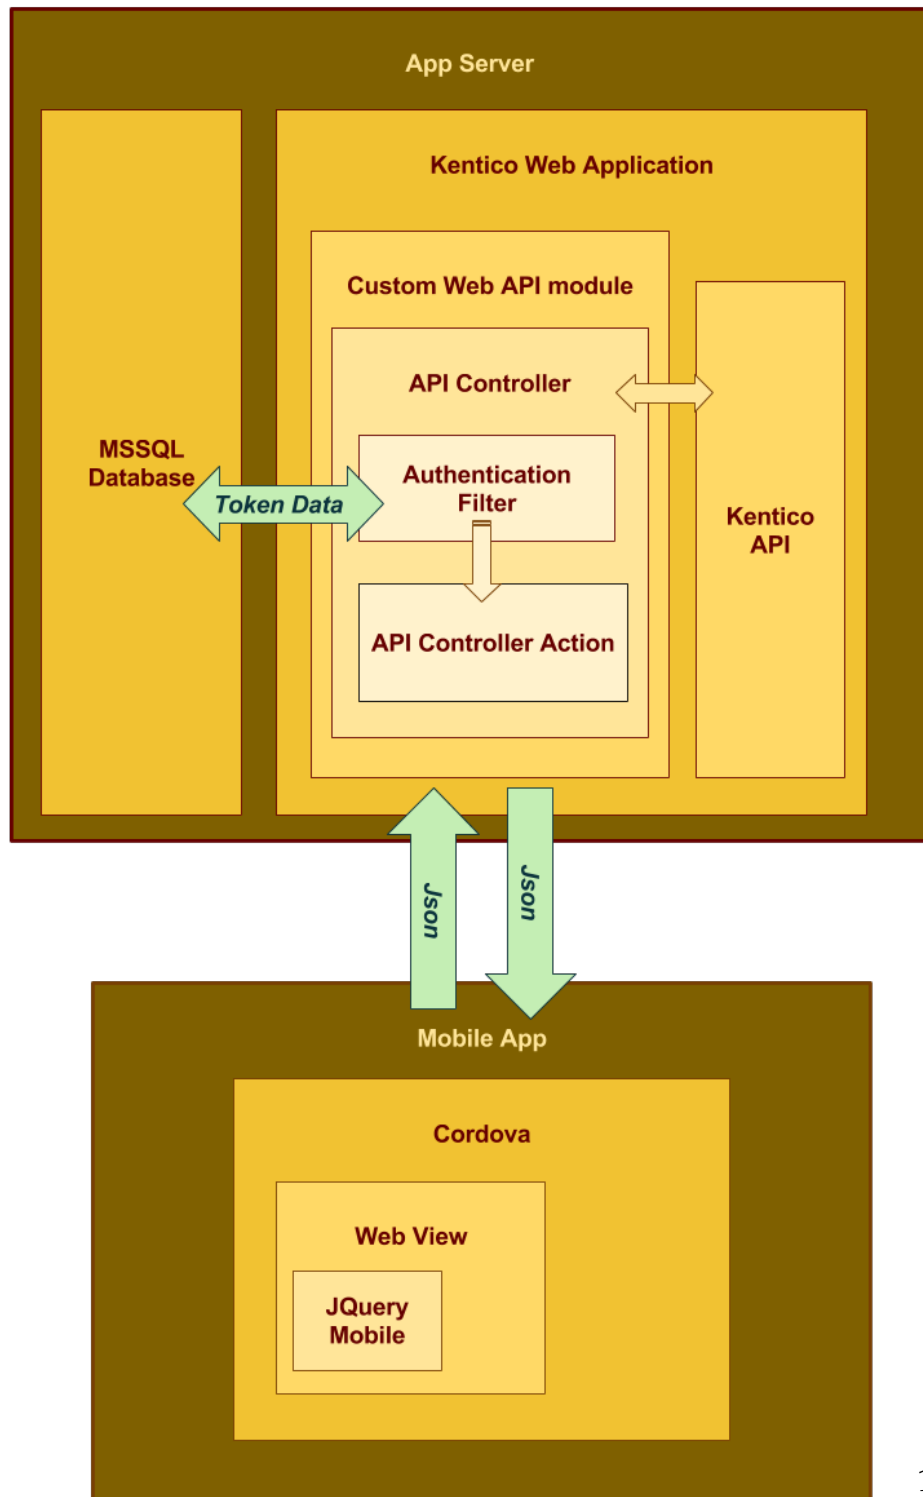 App Server
Kentico Web Application
Custom Web API module
API Controller
MSSQL
Database
Token Data
Authentication
Filter
Kentico
API
API Controller Action
Json
Json
Mobile App
Cordova
Web View
JQuery
Mobile